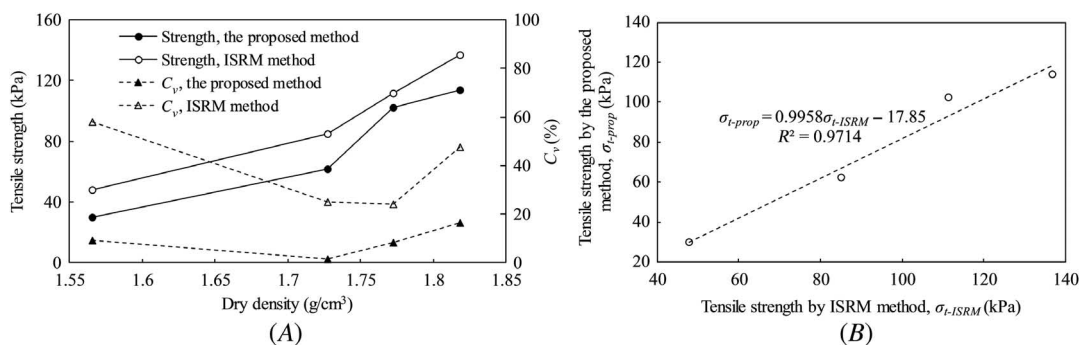 160
120
80
40
0
Tensile strength (kPa)
Strength, the proposed method
Strength, ISRM method
Cv, the proposed method
Cv, ISRM method
100
80
60
40
20
0
Cv (%)
1.55 1.6 1.65 1.7 1.75 1.8 1.85
Dry density (g/cm³)
(A)
140
120
100
80
60
40
20
Tensile strength by the proposed
method, σt-prop (kPa)
σt-prop = 0.9958σt-ISRM − 17.85
R² = 0.9714
40 60 80 100 120 140
Tensile strength by ISRM method, σt-ISRM (kPa)
(B)